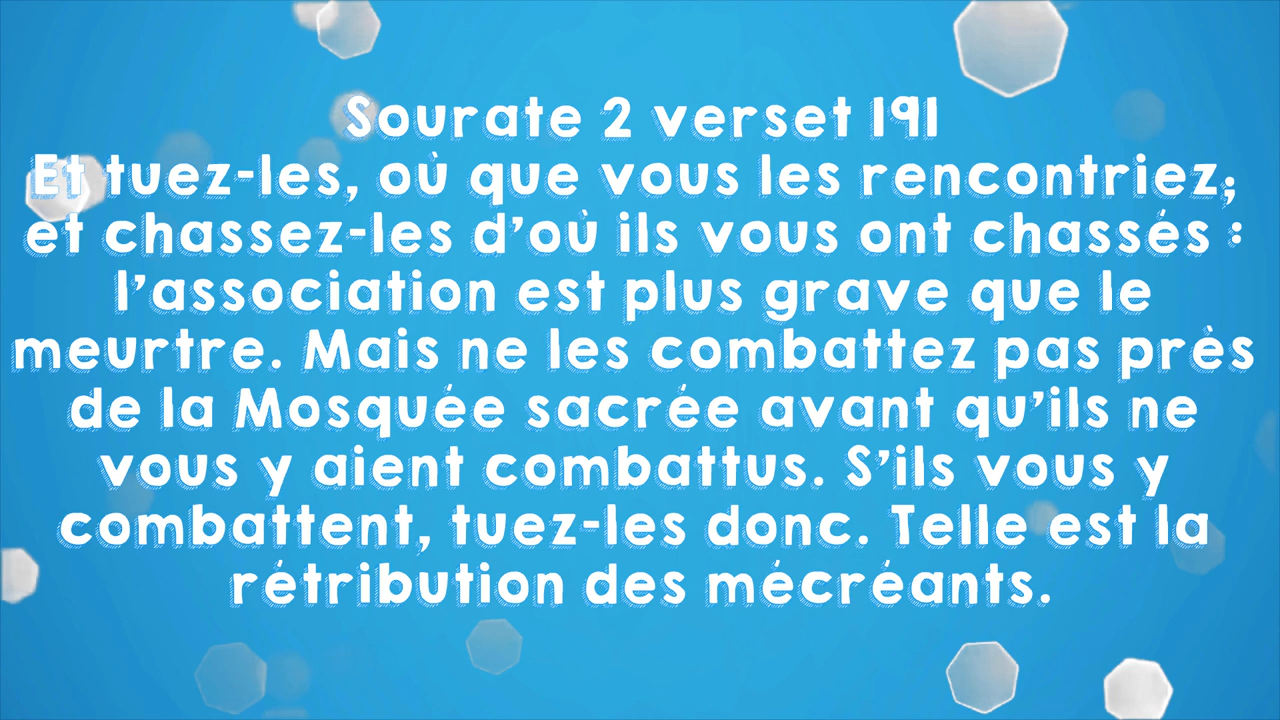 Sourate 2 verset 191
Et tuez-les, où que vous les rencontriez;
et chassez-les d'où ils vous ont chassés :
l'association est plus grave que le
meurtre. Mais ne les combattez pas près
de la Mosquée sacrée avant qu'ils ne
vous y aient combattus. S'ils vous y
combattent, tuez-les donc. Telle est la
rétribution des mécréants.